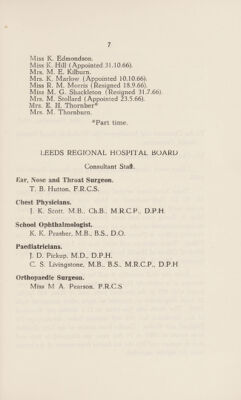 7
Miss K. Edmondson.
Miss K. Hill (Appointed 31.10.66).
Mrs. M. E. Kilburn.
Mrs. K. Marlow (Appointed 10.10.66).
Miss R. M. Morris (Resigned 18.9.66).
Miss M. G. Shackleton (Resigned 31.7.66).
Mrs. M. Stollard (Appointed 23.5.66).
Mrs. E. H. Thornber*
Mrs. M. Thornburn.
*Part time.
LEEDS REGIONAL HOSPITAL BOARD
Consultant Staff.
Ear, Nose and Throat Surgeon.
T. B. Hutton, F.R.C.S.
Chest Physicians.
J. K. Scott, M.B., Ch.B., M.R.C.P., D.P.H.
School Ophthalmologist.
K. K. Prasher, M.B., B.S., D.O.
Paediatricians.
J. D. Pickup, M.D., D.P.H.
C. S. Livingstone, M.B., B.S., M.R.C.P., D.P.H
Orthopaedic Surgeon.
Miss M. A. Pearson, F.R.C.S